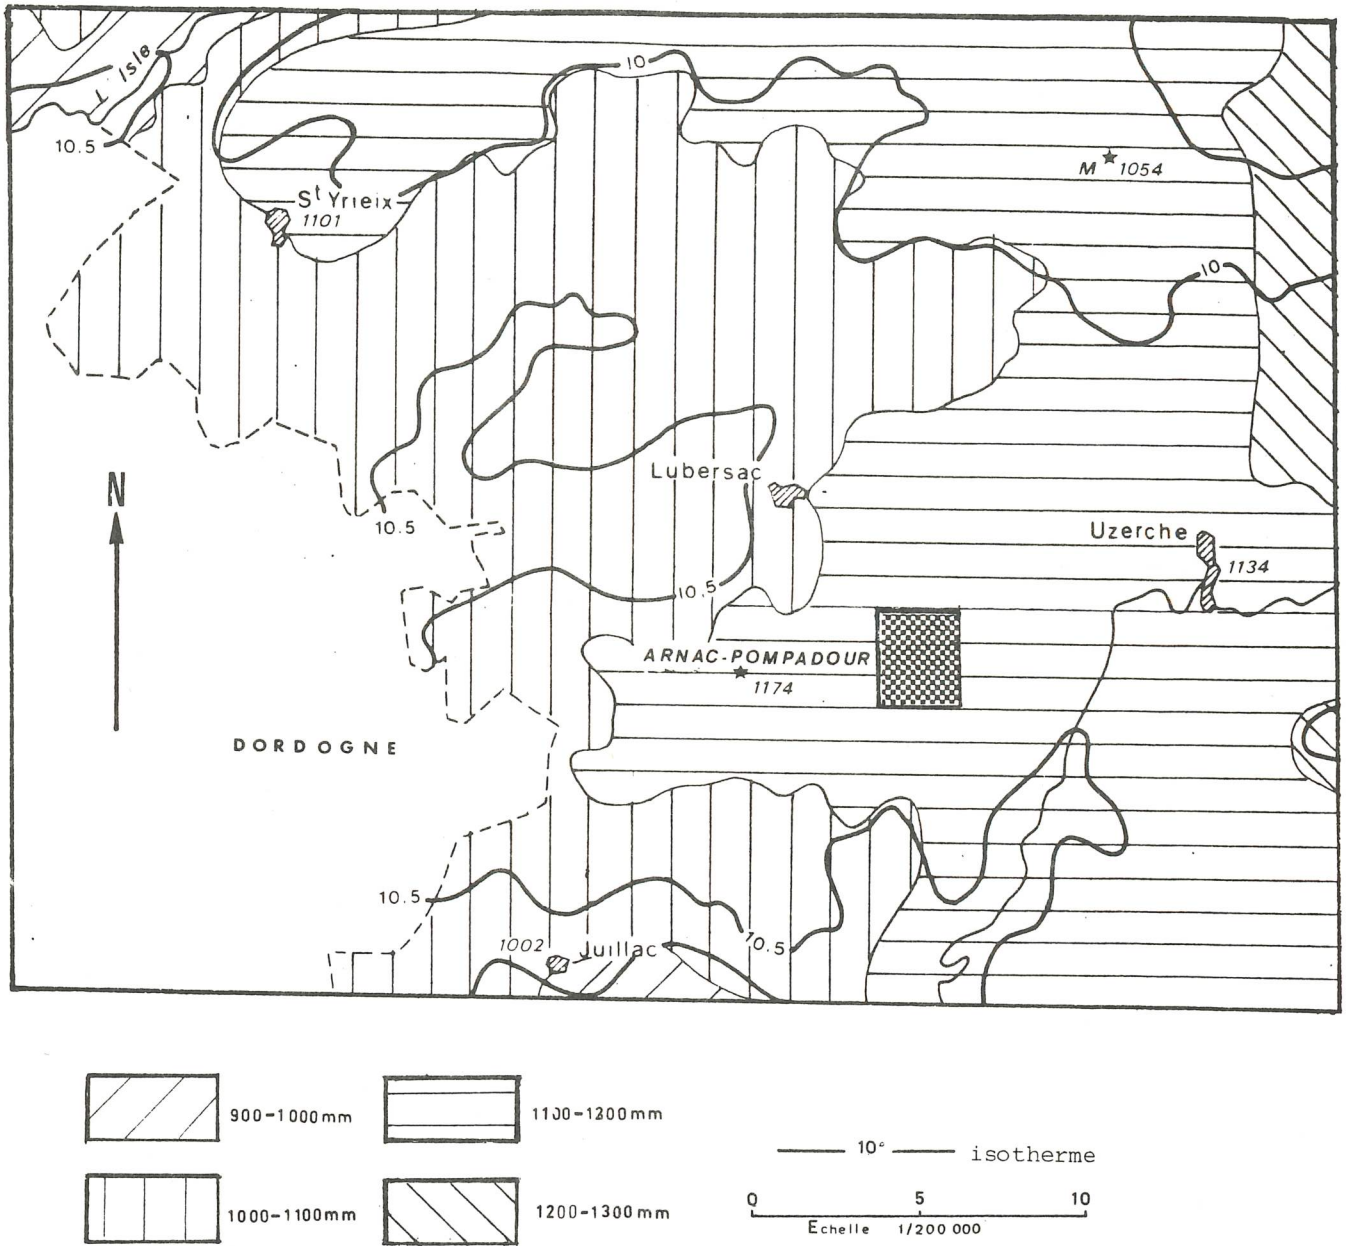 L' Isle
10
10.5
M 1054
St Yrieix
1101
10
N
Lubersac
10.5
Uzerche
1134
10.5
ARNAC-POMPADOUR
1174
DORDOGNE
10.5
10.5
1002 Juillac
900-1000mm
1100-1200mm
10° isotherme
1000-1100mm
1200-1300mm
0 5 10
Echelle 1/200 000